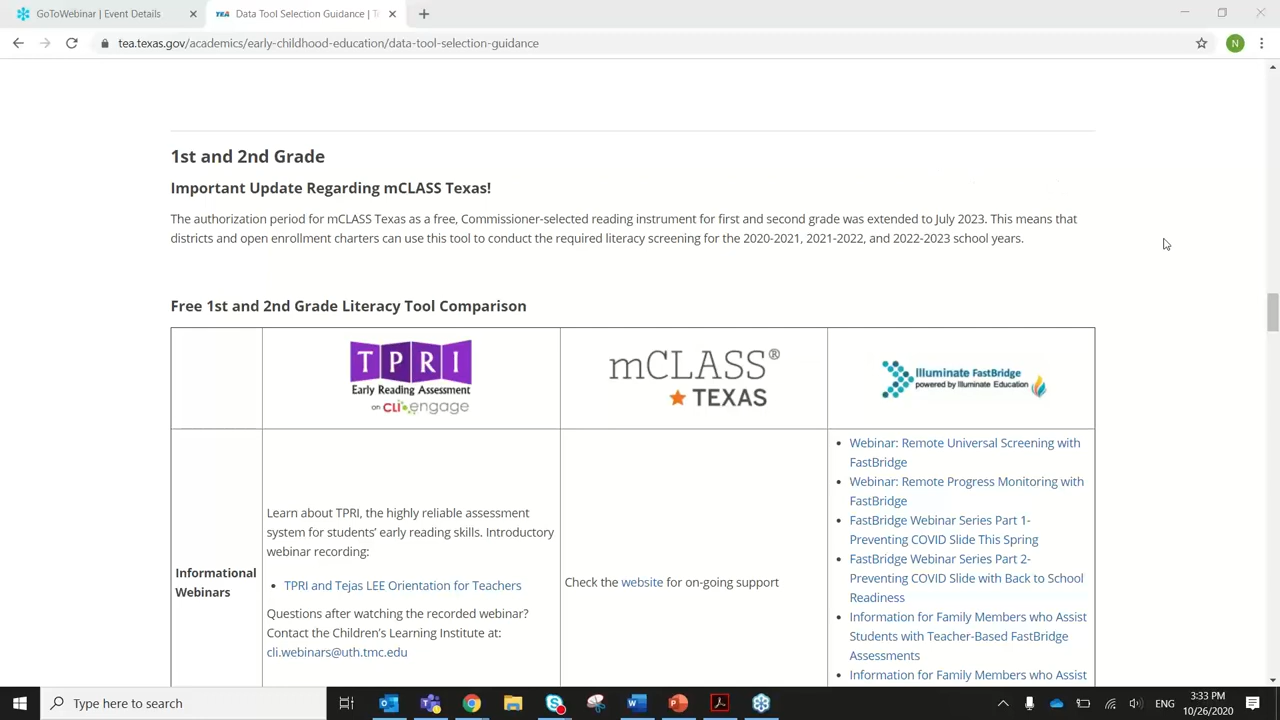 GoToWebinar | Event Details
Data Tool Selection Guidance | T
tea.texas.gov/academics/early-childhood-education/data-tool-selection-guidance
N
1st and 2nd Grade
Important Update Regarding mCLASS Texas!
The authorization period for mCLASS Texas as a free, Commissioner-selected reading instrument for first and second grade was extended to July 2023. This means that
districts and open enrollment charters can use this tool to conduct the required literacy screening for the 2020-2021, 2021-2022, and 2022-2023 school years.
Free 1st and 2nd Grade Literacy Tool Comparison
TPRI
Early Reading Assessment
on cli engage
mCLASS®
TEXAS
Illuminate FastBridge
powered by Illuminate Education
Informational
Webinars
Learn about TPRI, the highly reliable assessment
system for students' early reading skills. Introductory
webinar recording:
• TPRI and Tejas LEE Orientation for Teachers
Questions after watching the recorded webinar?
Contact the Children's Learning Institute at:
cli.webinars@uth.tmc.edu
Check the website for on-going support
• Webinar: Remote Universal Screening with
FastBridge
• Webinar: Remote Progress Monitoring with
FastBridge
• FastBridge Webinar Series Part 1-
Preventing COVID Slide This Spring
• FastBridge Webinar Series Part 2-
Preventing COVID Slide with Back to School
Readiness
• Information for Family Members who Assist
Students with Teacher-Based FastBridge
Assessments
• Information for Family Members who Assist
Type here to search
ENG
3:33 PM
10/26/2020